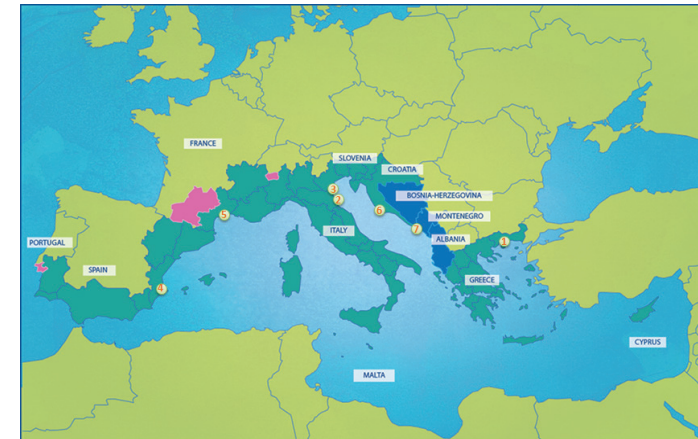 FRANCE
SLOVENIA
CROATIA
3
BOSNIA-HERZEGOVINA
2
6
5
MONTENEGRO
7
ITALY
ALBANIA
1
PORTUGAL
SPAIN
GREECE
4
CYPRUS
MALTA